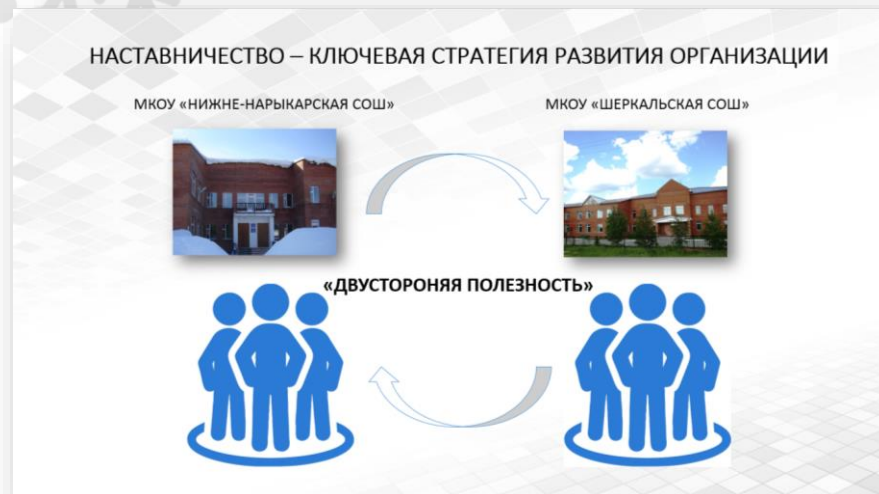 НАСТАВНИЧЕСТВО – КЛЮЧЕВАЯ СТРАТЕГИЯ РАЗВИТИЯ ОРГАНИЗАЦИИ
МКОУ «НИЖНЕ-НАРЫКАРСКАЯ СОШ»
МКОУ «ШЕРКАЛЬСКАЯ СОШ»
«ДВУСТОРОНЯЯ ПОЛЕЗНОСТЬ»